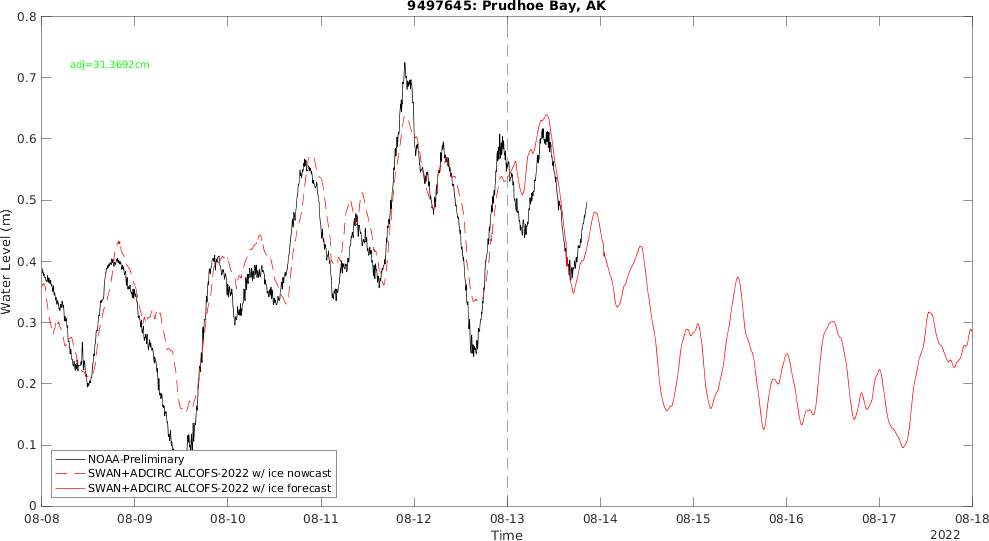 9497645: Prudhoe Bay, AK
0.8
adj=31.3692cm
0.7
0.6
0.5
0.4
0.3
0.2
0.1
0
Water Level (m)
NOAA-Preliminary
SWAN+ADCIRC ALCOFS-2022 w/ ice nowcast
SWAN+ADCIRC ALCOFS-2022 w/ ice forecast
08-08 08-09 08-10 08-11 08-12 08-13 08-14 08-15 08-16 08-17 08-18
Time
2022